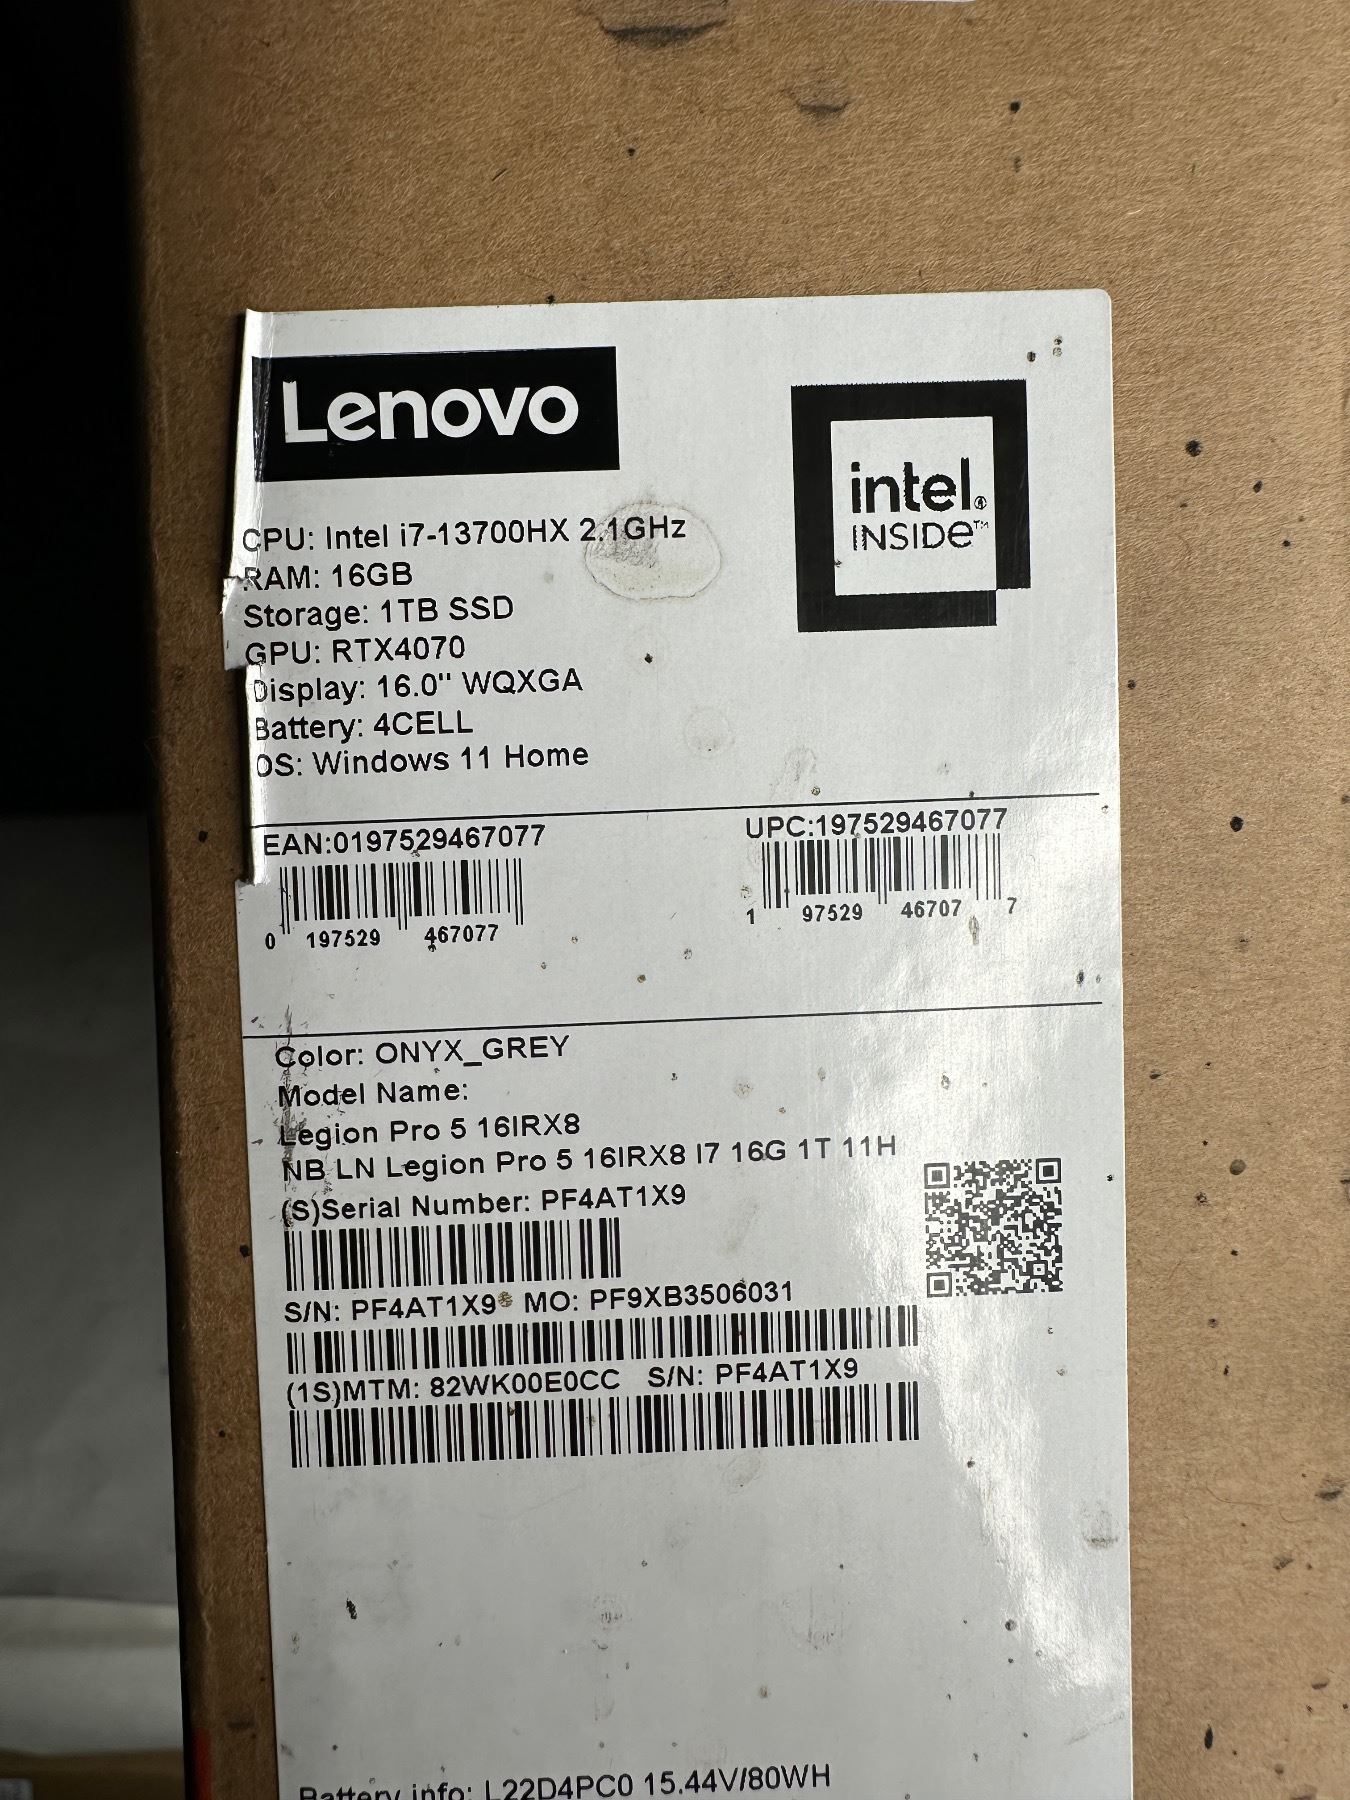 Lenovo
intel®
INSIDe™
CPU: Intel i7-13700HX 2.1GHz
RAM: 16GB
Storage: 1TB SSD
GPU: RTX4070
Display: 16.0" WQXGA
Battery: 4CELL
OS: Windows 11 Home
EAN:0197529467077
UPC:197529467077
0 197529 467077
1 97529 46707 7
Color: ONYX_GREY
Model Name:
Legion Pro 5 16IRX8
NB LN Legion Pro 5 16IRX8 I7 16G 1T 11H
(S)Serial Number: PF4AT1X9
S/N: PF4AT1X9 MO: PF9XB3506031
(1S)MTM: 82WK00E0CC S/N: PF4AT1X9
Battery info: L22D4PC0 15.44V/80WH